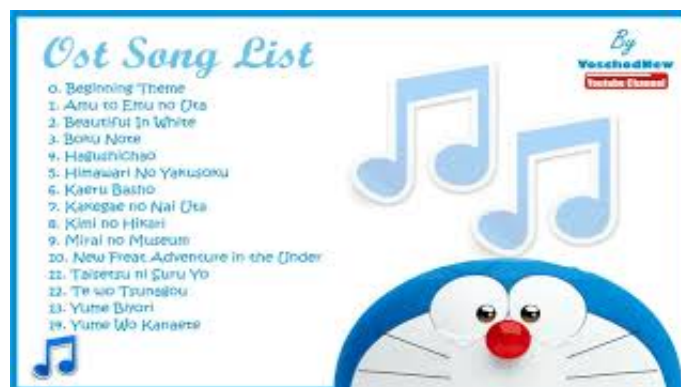 Ost Song List
By
VoschodNew
Youtube Channel
0. Beginning Theme
1. Amu to Emu no Uta
2. Beautiful In White
3. Boku Note
4. Hagushichao
5. Himawari No Yakusoku
6. Kaeru Basho
7. Kakegae no Nai Uta
8. Kimi no Hikari
9. Mirai no Museum
10. New Freat Adventure in the Under
11. Taisetsu ni Suru Yo
12. Te wo Tsunagou
13. Yume Biyori
14. Yume Wo Kanaete